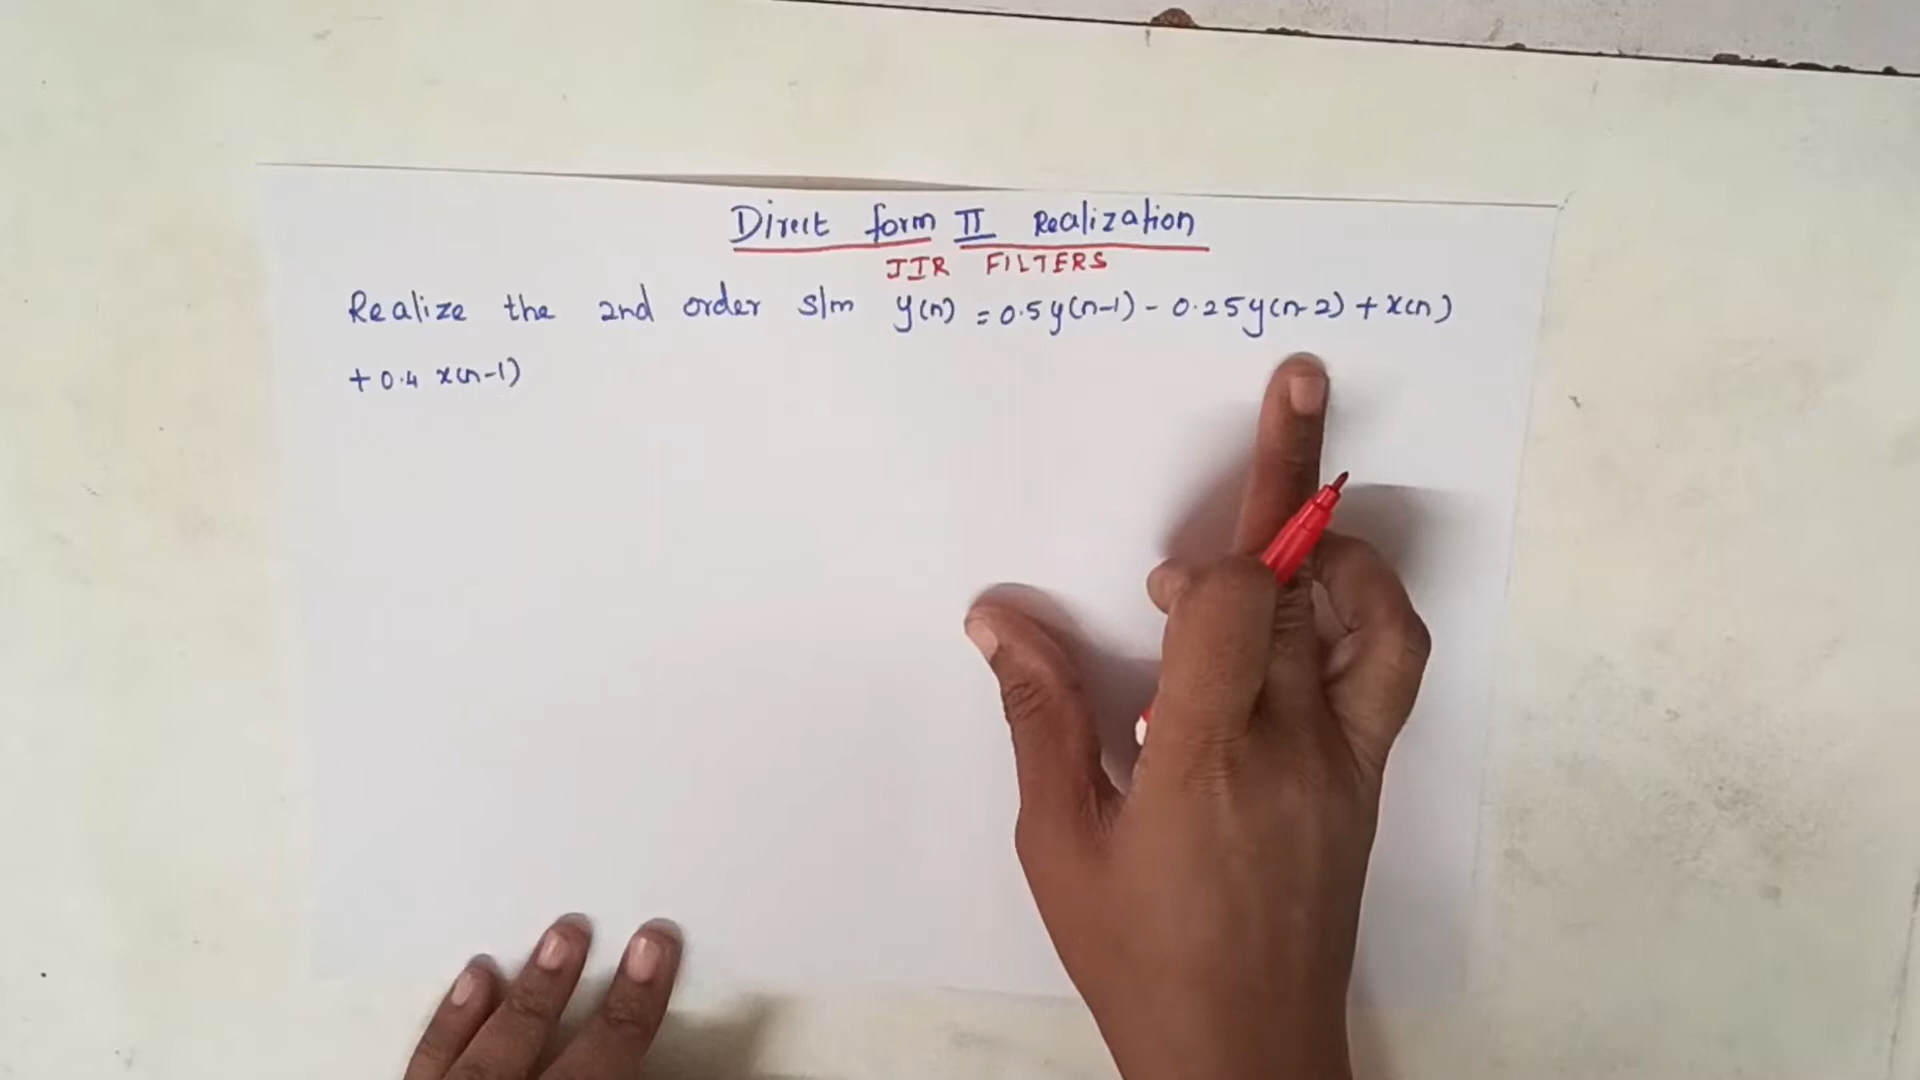 Direct form II Realization
IIR FILTERS
Realize the 2nd order s/m y(n) = 0.5y(n-1) - 0.25y(n-2) + x(n)
+ 0.4 x(n-1)